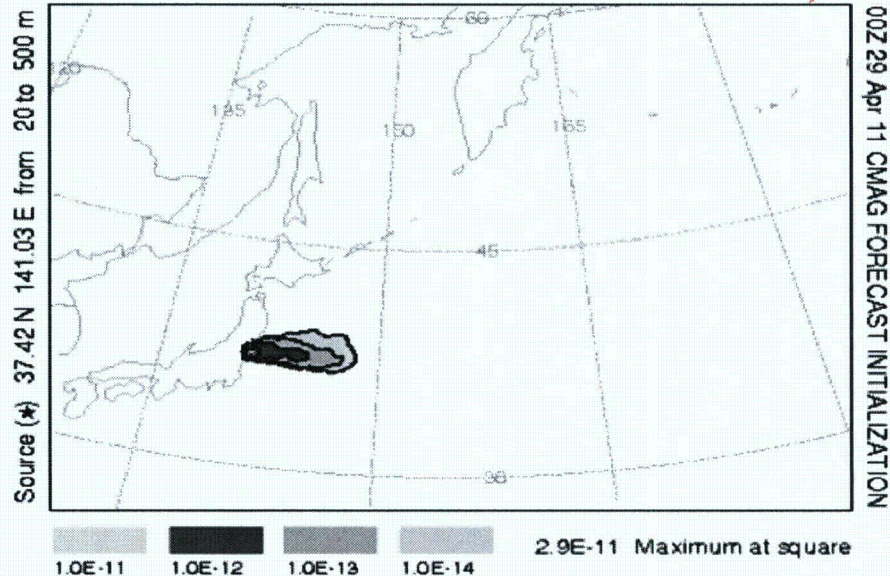 Source (★) 37.42 N 141.03 E from 20 to 500 m
00Z 29 Apr 11 CMAG FORECAST INITIALIZATION
120
135
150
165
45
1.0E-11 1.0E-12 1.0E-13 1.0E-14
2.9E-11 Maximum at square